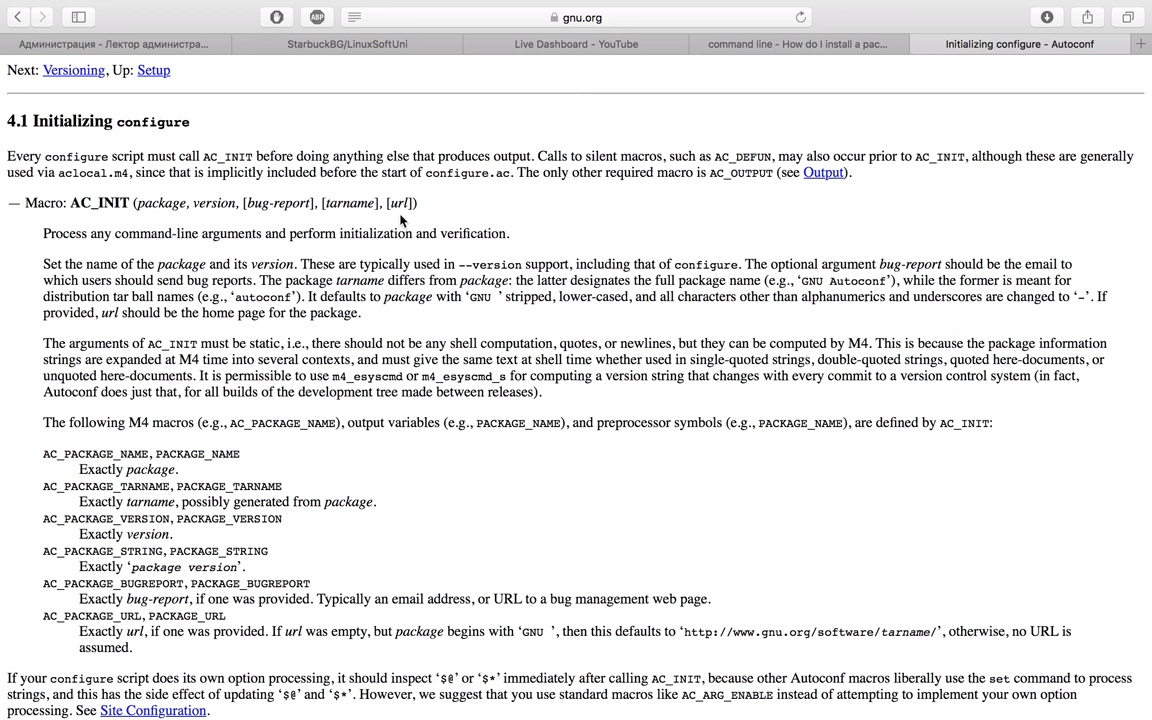 gnu.org
Администрация - Лектор администра...
StarbuckBG/LinuxSoftUni
Live Dashboard - YouTube
command line - How do I install a pac...
Initializing configure - Autoconf
ABP
Next: Versioning, Up: Setup
4.1 Initializing configure
Every configure script must call AC_INIT before doing anything else that produces output. Calls to silent macros, such as AC_DEFUN, may also occur prior to AC_INIT, although these are generally
used via aclocal.m4, since that is implicitly included before the start of configure.ac. The only other required macro is AC_OUTPUT (see Output).
— Macro: AC_INIT (package, version, [bug-report], [tarname], [url])
Process any command-line arguments and perform initialization and verification.
Set the name of the package and its version. These are typically used in --version support, including that of configure. The optional argument bug-report should be the email to
which users should send bug reports. The package tarname differs from package: the latter designates the full package name (e.g., ‘GNU Autoconf’), while the former is meant for
distribution tar ball names (e.g., ‘autoconf’). It defaults to package with ‘GNU ’ stripped, lower-cased, and all characters other than alphanumerics and underscores are changed to ‘-’. If
provided, url should be the home page for the package.
The arguments of AC_INIT must be static, i.e., there should not be any shell computation, quotes, or newlines, but they can be computed by M4. This is because the package information
strings are expanded at M4 time into several contexts, and must give the same text at shell time whether used in single-quoted strings, double-quoted strings, quoted here-documents, or
unquoted here-documents. It is permissible to use m4_esyscmd or m4_esyscmd_s for computing a version string that changes with every commit to a version control system (in fact,
Autoconf does just that, for all builds of the development tree made between releases).
The following M4 macros (e.g., AC_PACKAGE_NAME), output variables (e.g., PACKAGE_NAME), and preprocessor symbols (e.g., PACKAGE_NAME), are defined by AC_INIT:
AC_PACKAGE_NAME, PACKAGE_NAME
Exactly package.
AC_PACKAGE_TARNAME, PACKAGE_TARNAME
Exactly tarname, possibly generated from package.
AC_PACKAGE_VERSION, PACKAGE_VERSION
Exactly version.
AC_PACKAGE_STRING, PACKAGE_STRING
Exactly ‘package version’.
AC_PACKAGE_BUGREPORT, PACKAGE_BUGREPORT
Exactly bug-report, if one was provided. Typically an email address, or URL to a bug management web page.
AC_PACKAGE_URL, PACKAGE_URL
Exactly url, if one was provided. If url was empty, but package begins with ‘GNU ’, then this defaults to ‘http://www.gnu.org/software/tarname/’, otherwise, no URL is
assumed.
If your configure script does its own option processing, it should inspect ‘$@’ or ‘$*’ immediately after calling AC_INIT, because other Autoconf macros liberally use the set command to process
strings, and this has the side effect of updating ‘$@’ and ‘$*’. However, we suggest that you use standard macros like AC_ARG_ENABLE instead of attempting to implement your own option
processing. See Site Configuration.